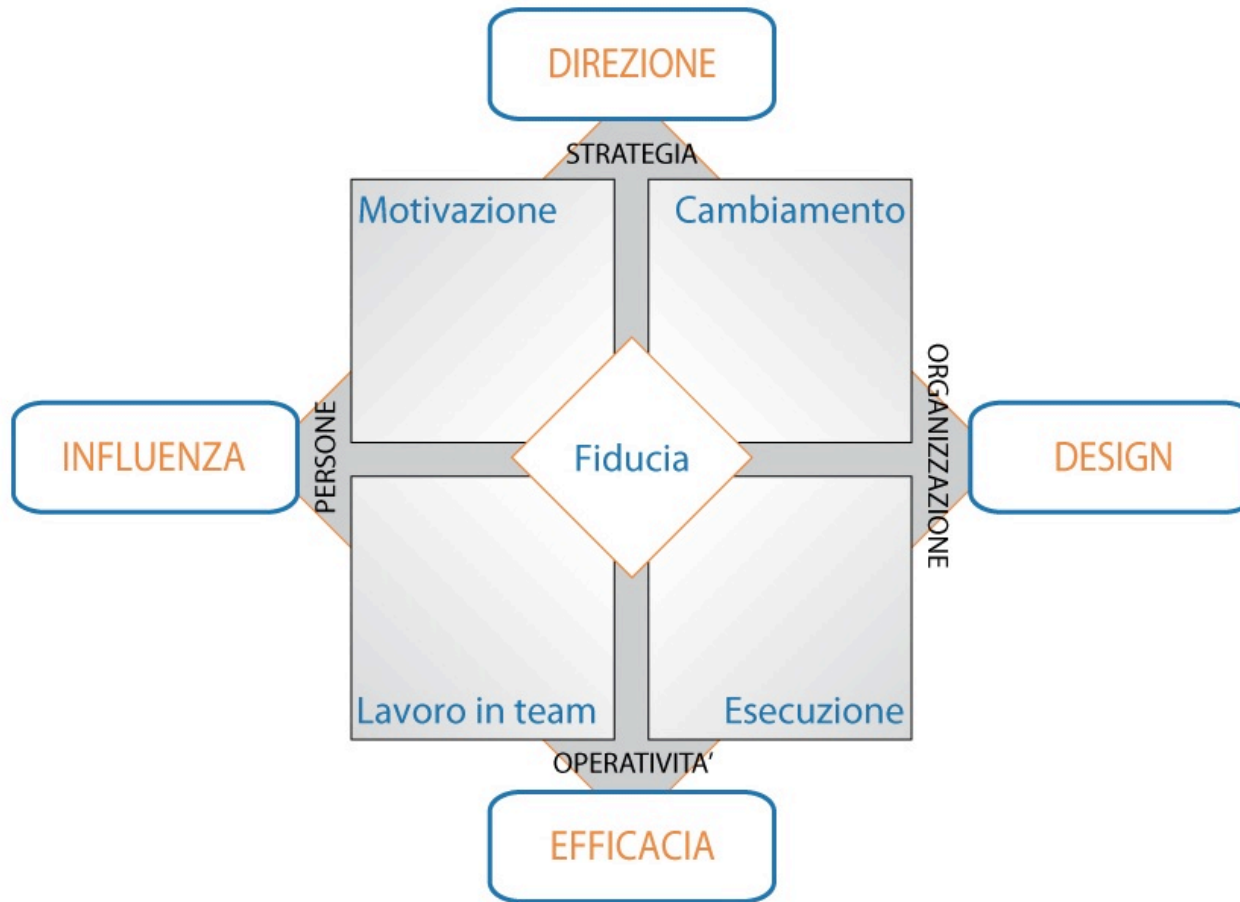 DIREZIONE
STRATEGIA
Motivazione
Cambiamento
INFLUENZA
PERSONE
Fiducia
ORGANIZZAZIONE
DESIGN
Lavoro in team
Esecuzione
OPERATIVITA'
EFFICACIA